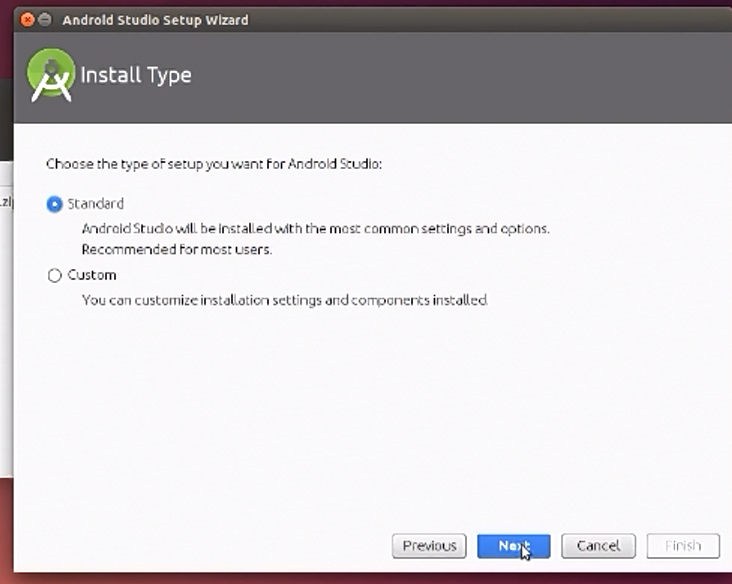 Android Studio Setup Wizard
Install Type
Choose the type of setup you want for Android Studio:
Standard
Android Studio will be installed with the most common settings and options.
Recommended for most users.
Custom
You can customize installation settings and components installed.
.zip
Previous Next Cancel Finish